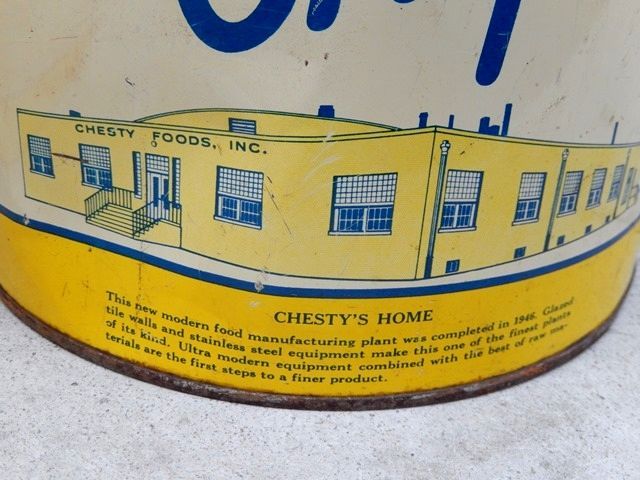 CHESTY FOODS, INC.
CHESTY'S HOME
This new modern food manufacturing plant was completed in 1946. Glazed
tile walls and stainless steel equipment make this one of the finest plants
of its kind. Ultra modern equipment combined with the best of raw ma-
terials are the first steps to a finer product.